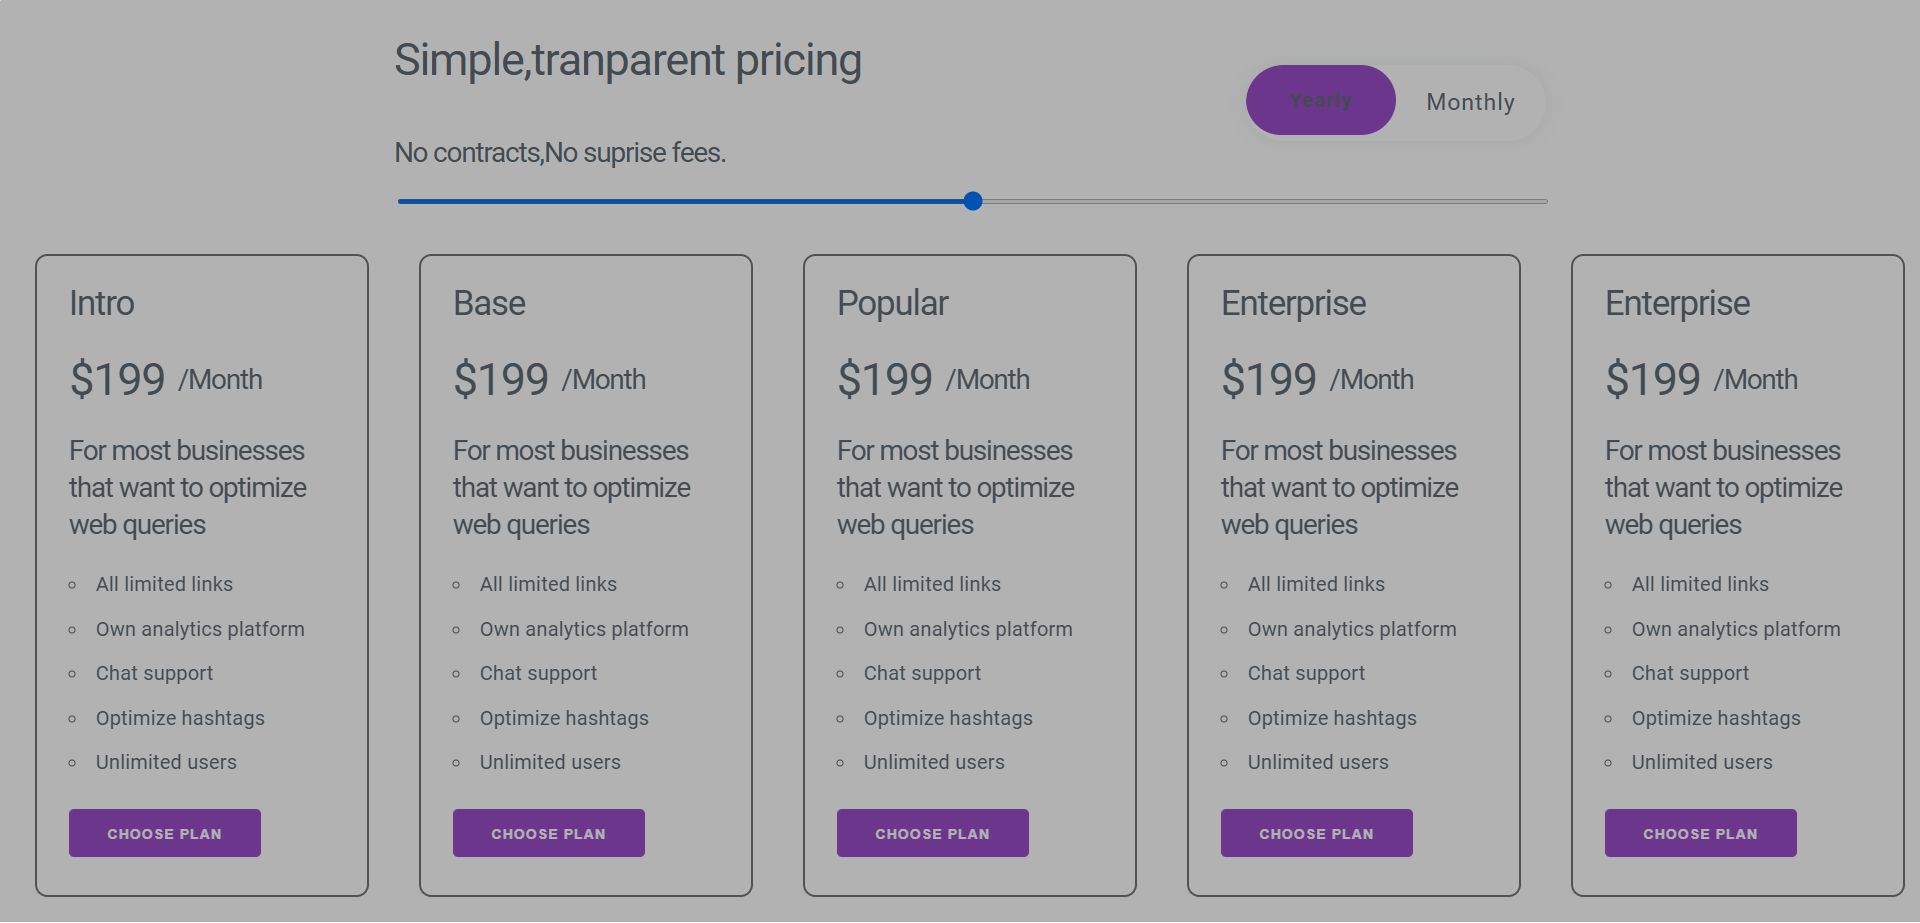 Simple,tranparent pricing
Yearly
Monthly
No contracts,No suprise fees.
Intro
$199 /Month
For most businesses
that want to optimize
web queries
All limited links
Own analytics platform
Chat support
Optimize hashtags
Unlimited users
CHOOSE PLAN
Base
$199 /Month
For most businesses
that want to optimize
web queries
All limited links
Own analytics platform
Chat support
Optimize hashtags
Unlimited users
CHOOSE PLAN
Popular
$199 /Month
For most businesses
that want to optimize
web queries
All limited links
Own analytics platform
Chat support
Optimize hashtags
Unlimited users
CHOOSE PLAN
Enterprise
$199 /Month
For most businesses
that want to optimize
web queries
All limited links
Own analytics platform
Chat support
Optimize hashtags
Unlimited users
CHOOSE PLAN
Enterprise
$199 /Month
For most businesses
that want to optimize
web queries
All limited links
Own analytics platform
Chat support
Optimize hashtags
Unlimited users
CHOOSE PLAN